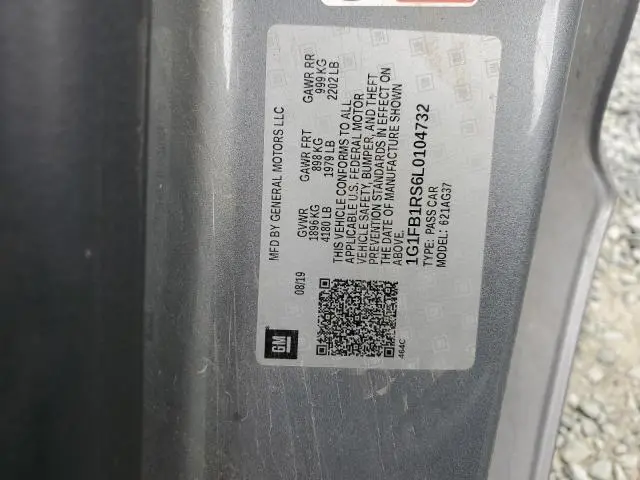 MFD BY GENERAL MOTORS LLC
08/19 GVWR GAWR FRT GAWR RR
1896 KG 898 KG 999 KG
4180 LB 1979 LB 2202 LB
THIS VEHICLE CONFORMS TO ALL
APPLICABLE U.S. FEDERAL MOTOR
VEHICLE SAFETY, BUMPER, AND THEFT
PREVENTION STANDARDS IN EFFECT ON
THE DATE OF MANUFACTURE SHOWN
ABOVE.
1G1FB1RS6L0104732
TYPE: PASS CAR
MODEL: 621AG37
GM
464C